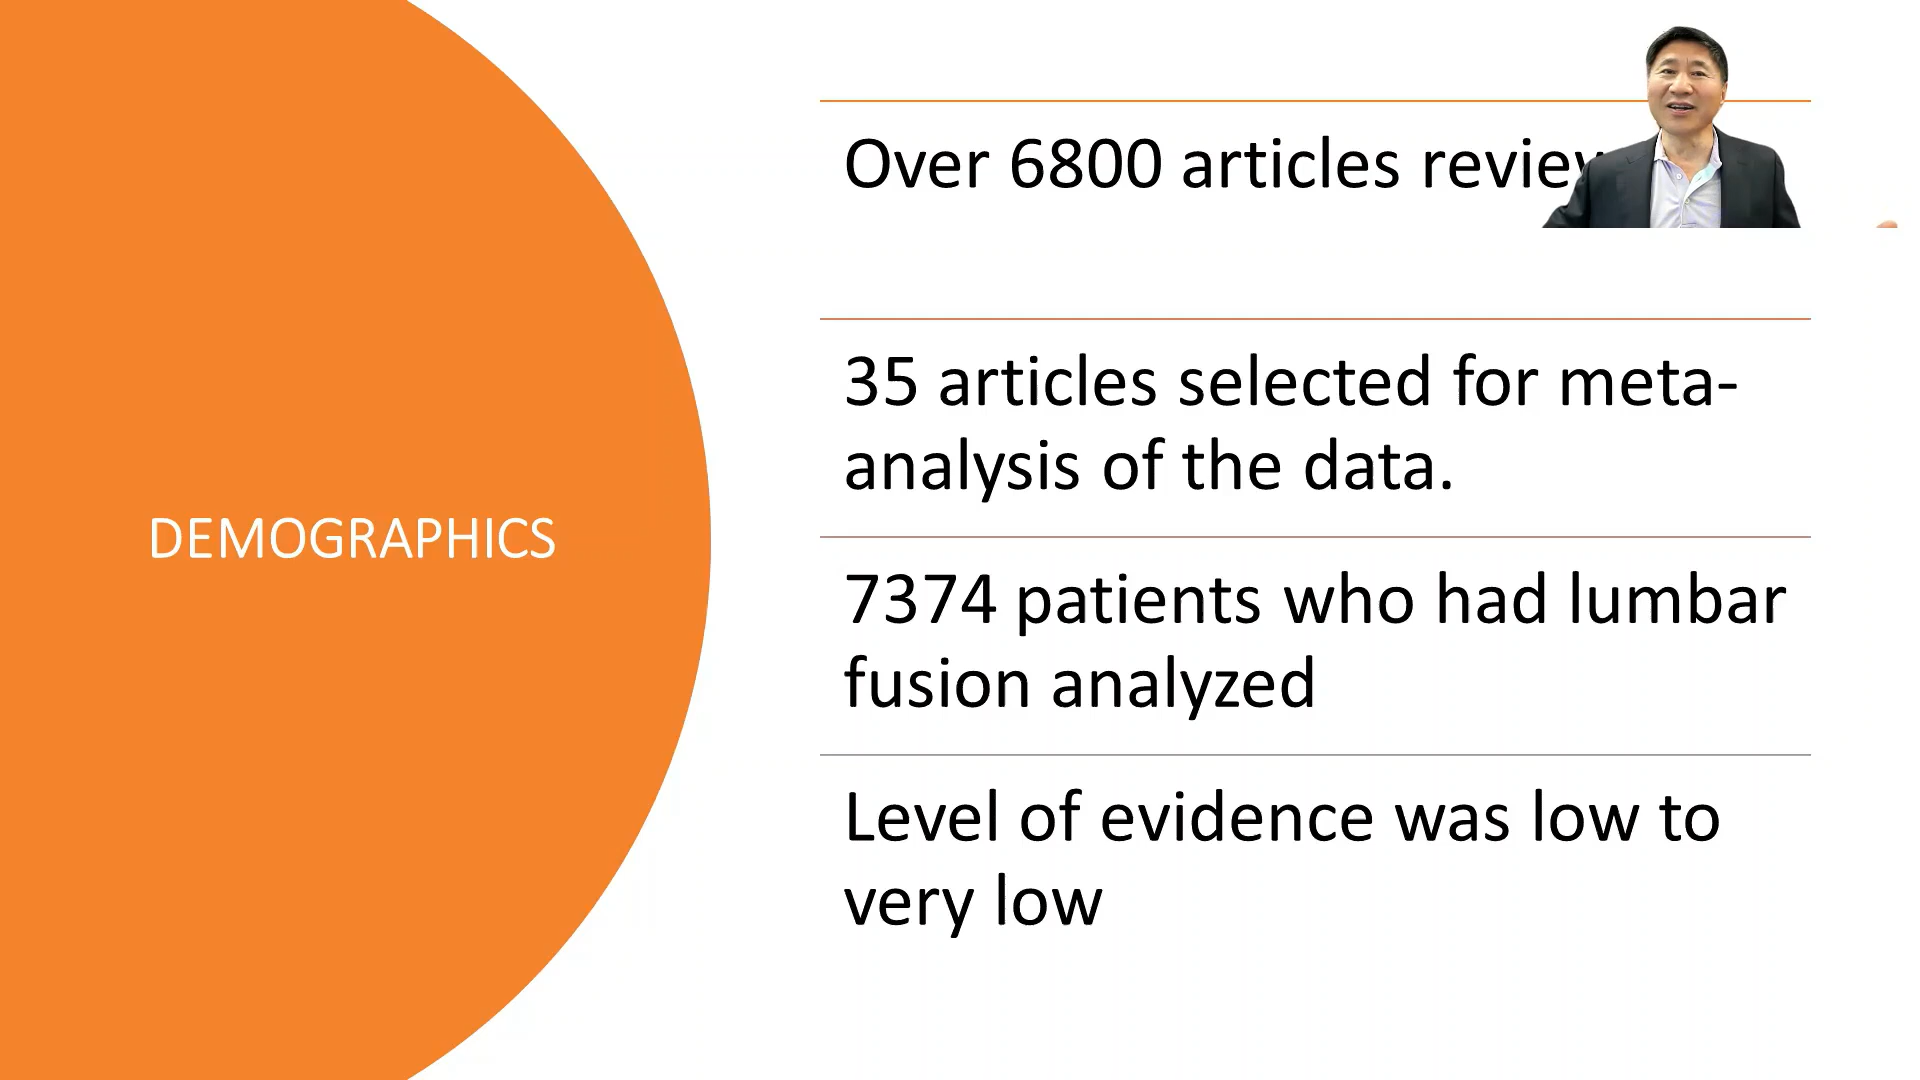 DEMOGRAPHICS
Over 6800 articles
35 articles selected for meta-
analysis of the data.
7374 patients who had lumbar
fusion analyzed
Level of evidence was low to
very low